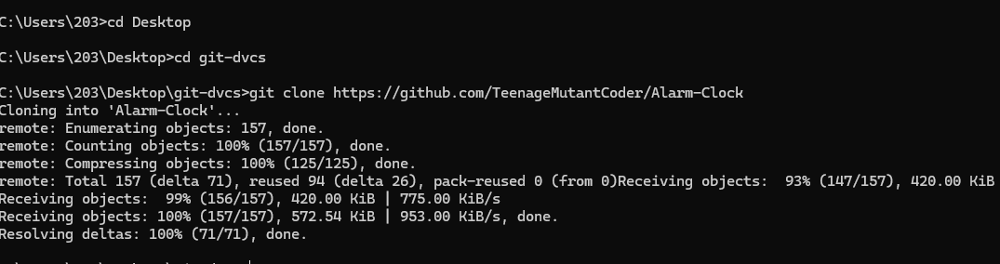 C:\Users\203>cd Desktop
C:\Users\203\Desktop>cd git-dvcs
C:\Users\203\Desktop\git-dvcs>git clone https://github.com/TeenageMutantCoder/Alarm-Clock
Cloning into 'Alarm-Clock'...
remote: Enumerating objects: 157, done.
remote: Counting objects: 100% (157/157), done.
remote: Compressing objects: 100% (125/125), done.
remote: Total 157 (delta 71), reused 94 (delta 26), pack-reused 0 (from 0)Receiving objects:  93% (147/157), 420.00 KiB
Receiving objects:  99% (156/157), 420.00 KiB | 775.00 KiB/s
Receiving objects: 100% (157/157), 572.54 KiB | 953.00 KiB/s, done.
Resolving deltas: 100% (71/71), done.